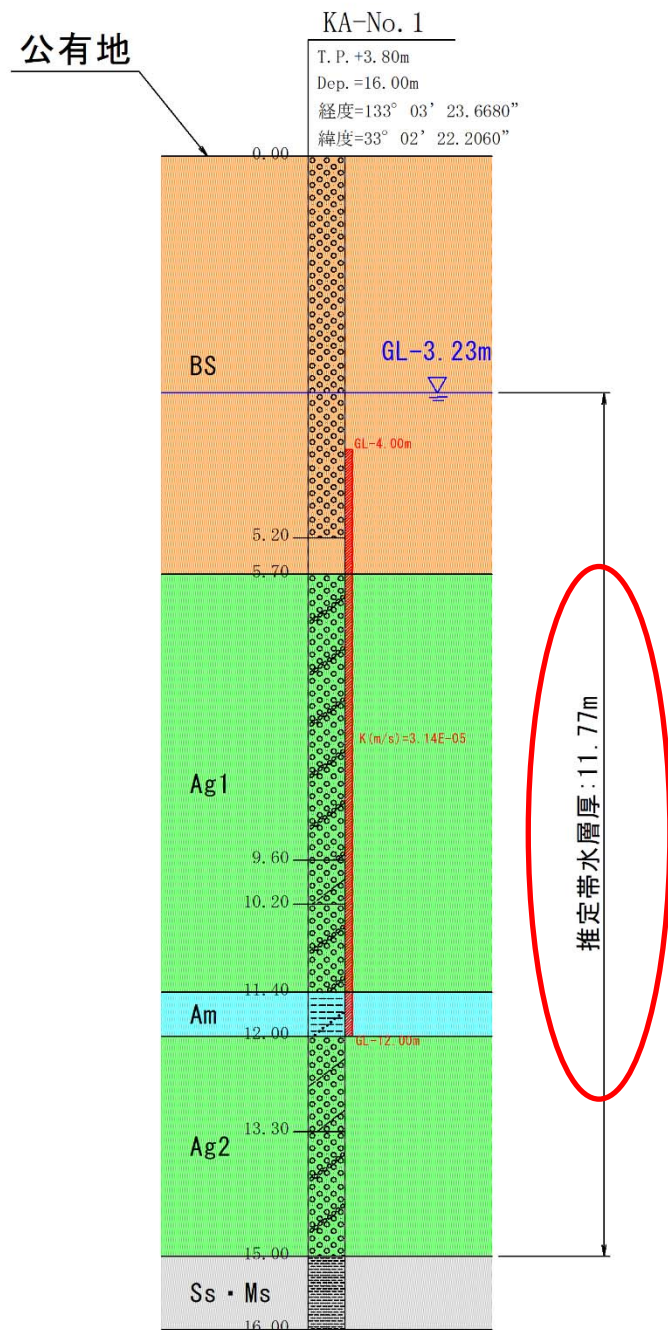 KA-No.1
公有地
T.P.+3.80m
Dep.=16.00m
経度=133° 03’ 23.6680”
緯度=33° 02’ 22.2060”
0.00
GL-3.23m
BS
GL-4.00m
5.20
5.70
K(m/s)=3.14E-05
推定帯水層厚:11.77m
Ag1
9.60
10.20
11.40
Am
12.00
GL-12.00m
13.30
Ag2
15.00
Ss・Ms
16.00